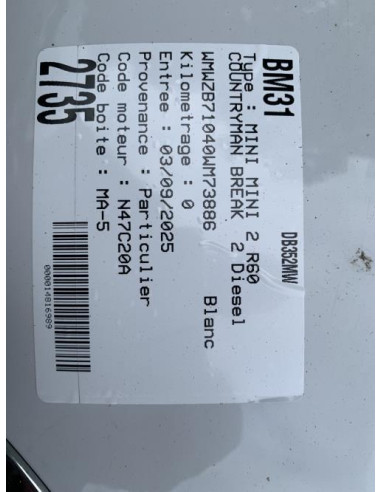 BM31
DB352MW
Type : MINI MINI 2 R60
COUNTRYMAN BREAK 2 Diesel
WMWZB71040WM73886 Blanc
Kilometrage : 0
Entree : 03/09/2025
Provenance : Particulier
Code moteur : N47C20A
Code boite : MA-5
2735
0000014816989